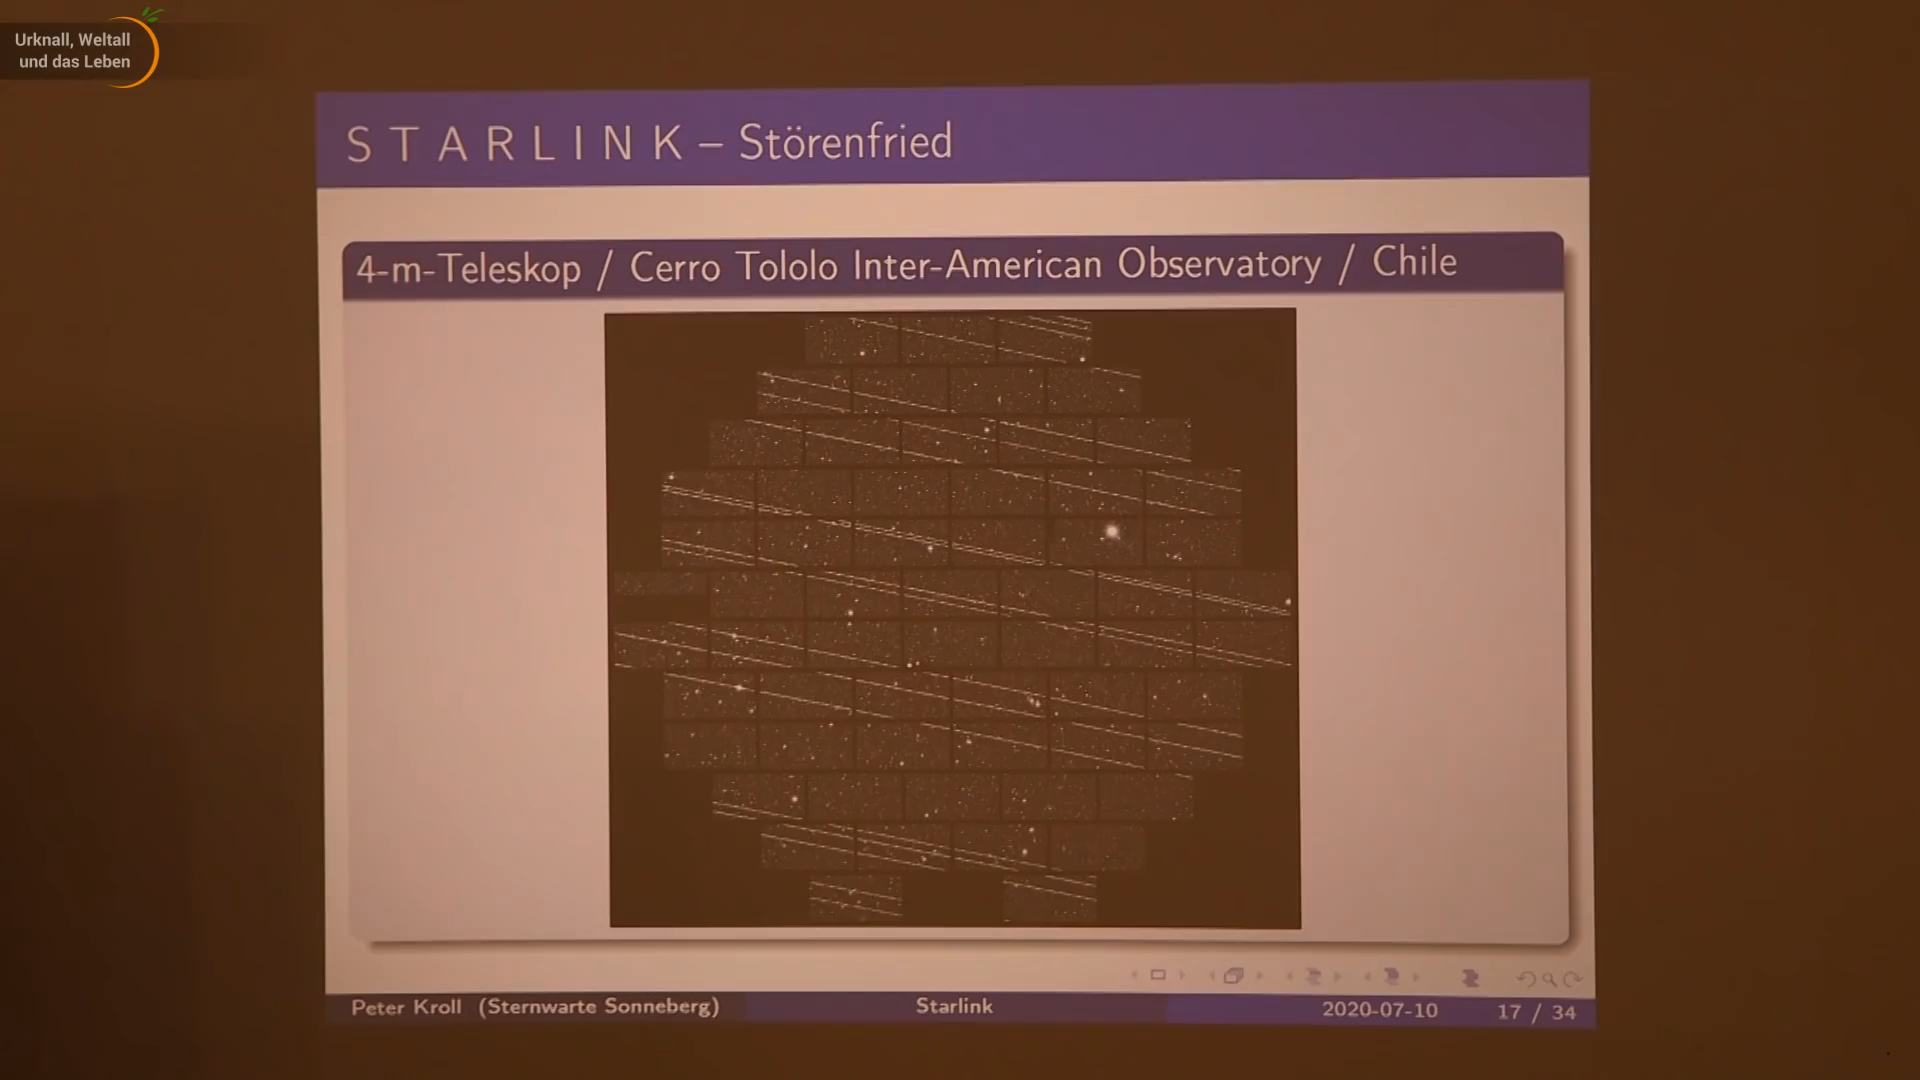 Urknall, Weltall
und das Leben
STARLINK – Störenfried
4-m-Teleskop / Cerro Tololo Inter-American Observatory / Chile
Peter Kroll (Sternwarte Sonneberg) Starlink 2020-07-10 17 / 34